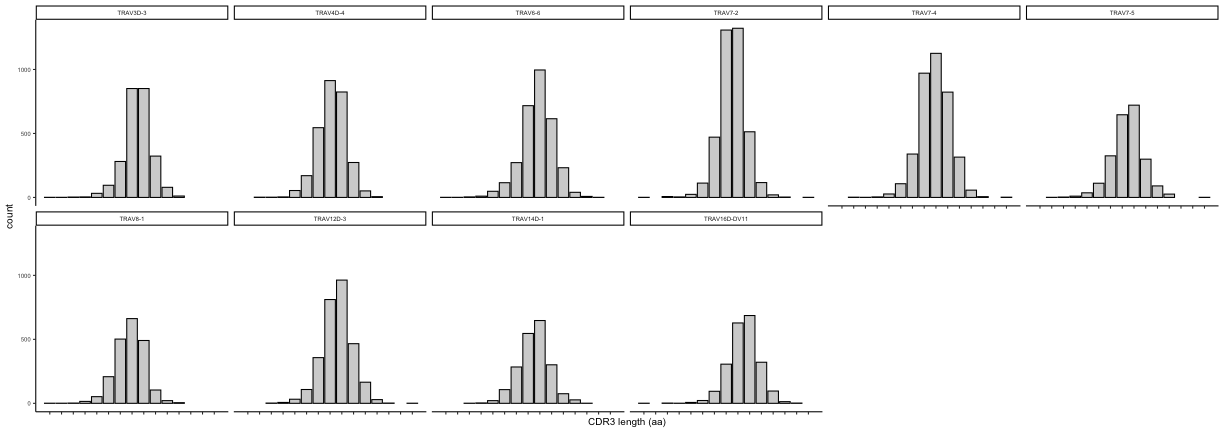 TRAV3D-3 TRAV4D-4 TRAV6-6 TRAV7-2 TRAV7-4 TRAV7-5
1000
500
0
TRAV8-1 TRAV12D-3 TRAV14D-1 TRAV16D-DV11
1000
500
0
count
CDR3 length (aa)